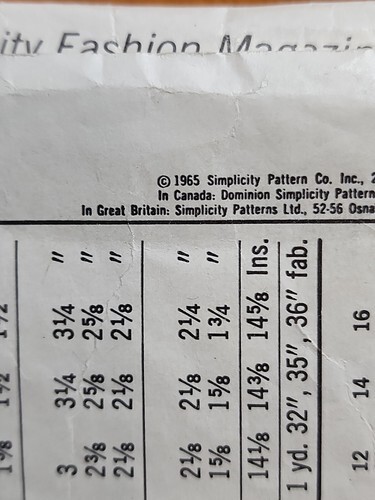 ity Fashion Magazin
© 1965 Simplicity Pattern Co. Inc., 2
In Canada: Dominion Simplicity Pattern
In Great Britain: Simplicity Patterns Ltd., 52-56 Osna
3 3¼ 3¼ "
2⅜ 2⅝ 2⅝ "
2⅛ 2⅛ 2⅛ "
2⅛ 2⅛ 2¼ "
1⅝ 1⅝ 1¾ "
14⅛ 14⅜ 14⅝ Ins.
1 yd. 32", 35", 36" fab.
12 14 16